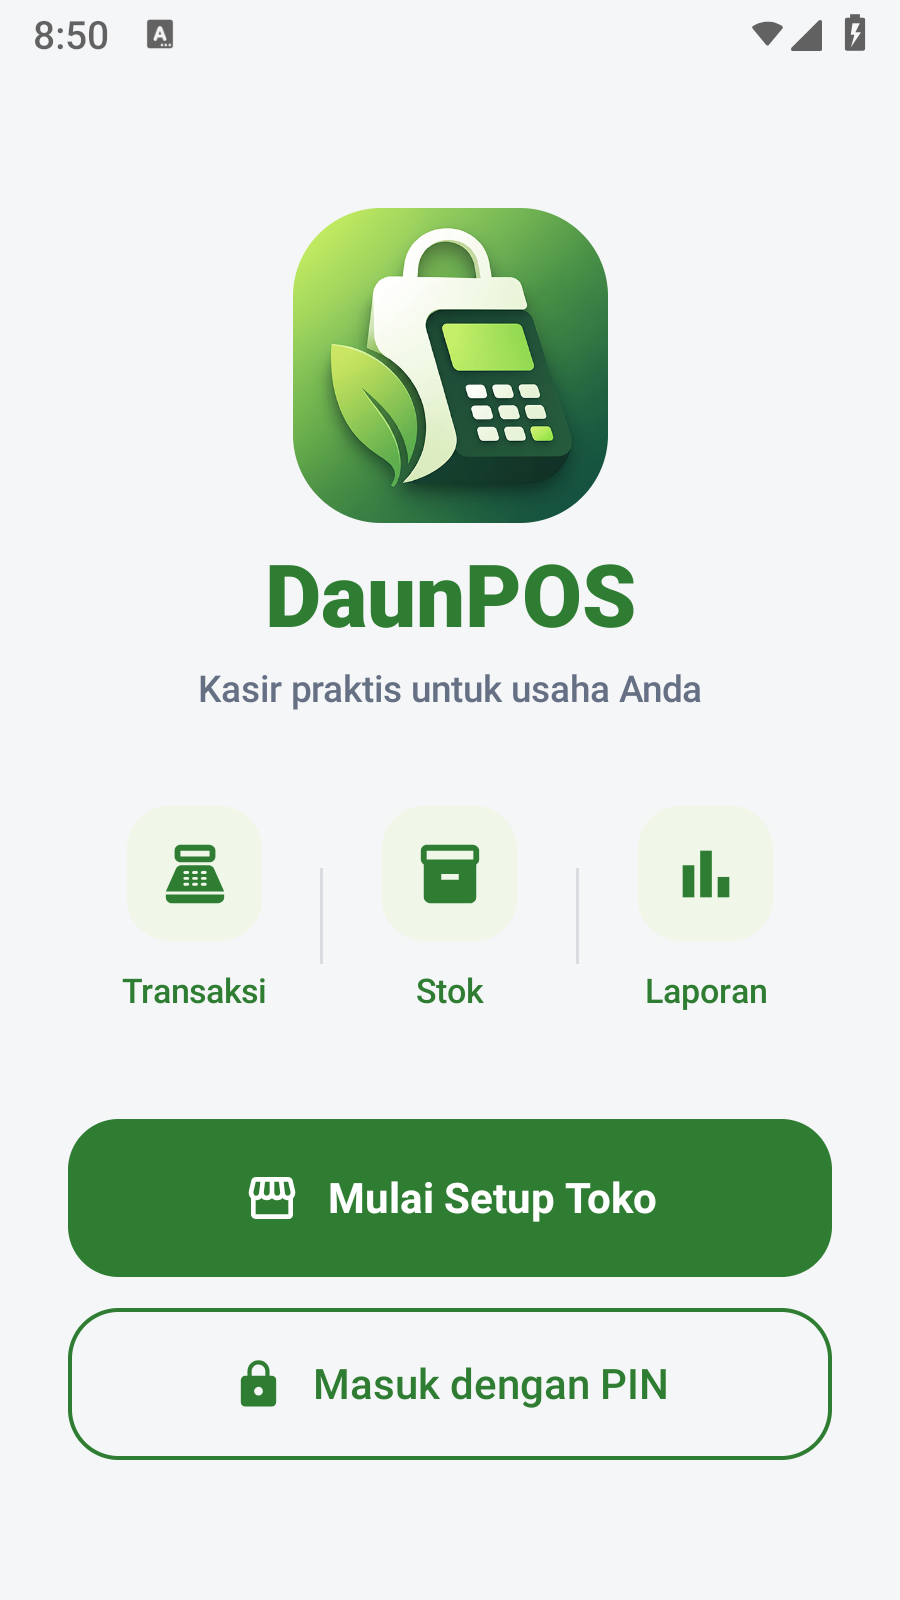 8:50
A
DaunPOS
Kasir praktis untuk usaha Anda
Transaksi
Stok
Laporan
Mulai Setup Toko
Masuk dengan PIN